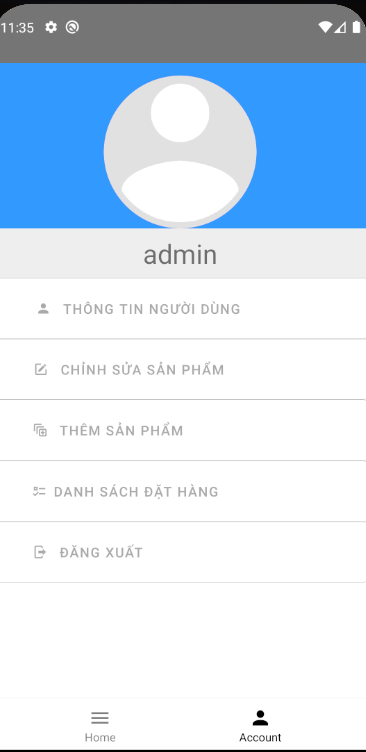 11:35
admin
THÔNG TIN NGƯỜI DÙNG
CHỈNH SỬA SẢN PHẨM
THÊM SẢN PHẨM
DANH SÁCH ĐẶT HÀNG
ĐĂNG XUẤT
Home
Account